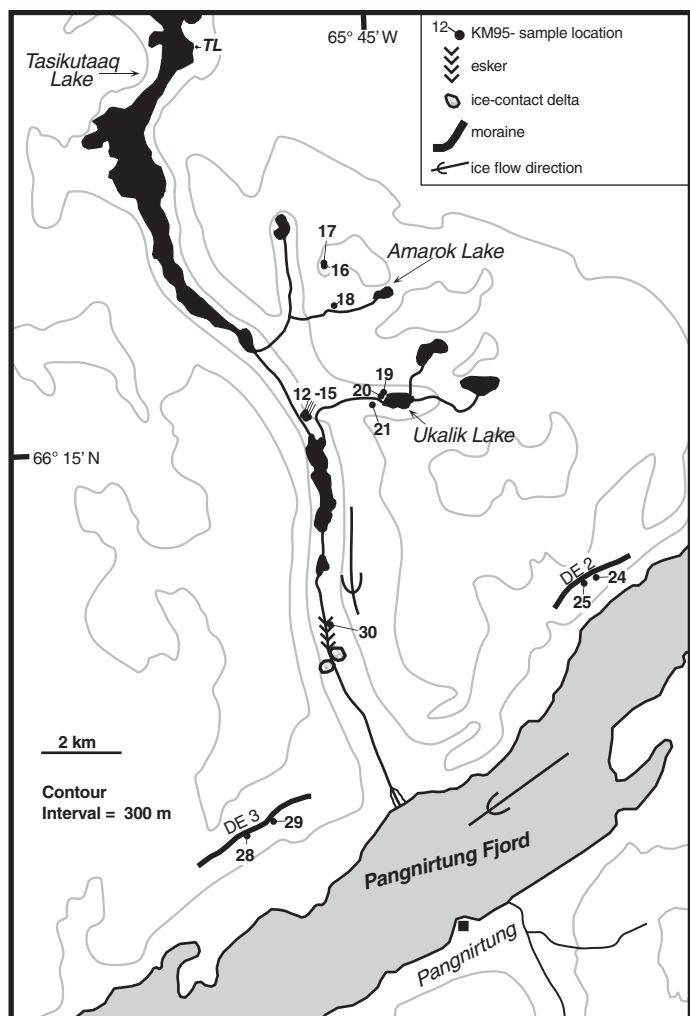 65° 45' W
TL
Tasikutaaq
Lake
12
KM95- sample location
esker
ice-contact delta
moraine
ice flow direction
17
16
Amarok Lake
18
19
20
12 -15
21
Ukalik Lake
66° 15' N
DE 2
24
25
30
2 km
Contour
Interval = 300 m
DE 3
29
28
Pangnirtung Fjord
Pangnirtung